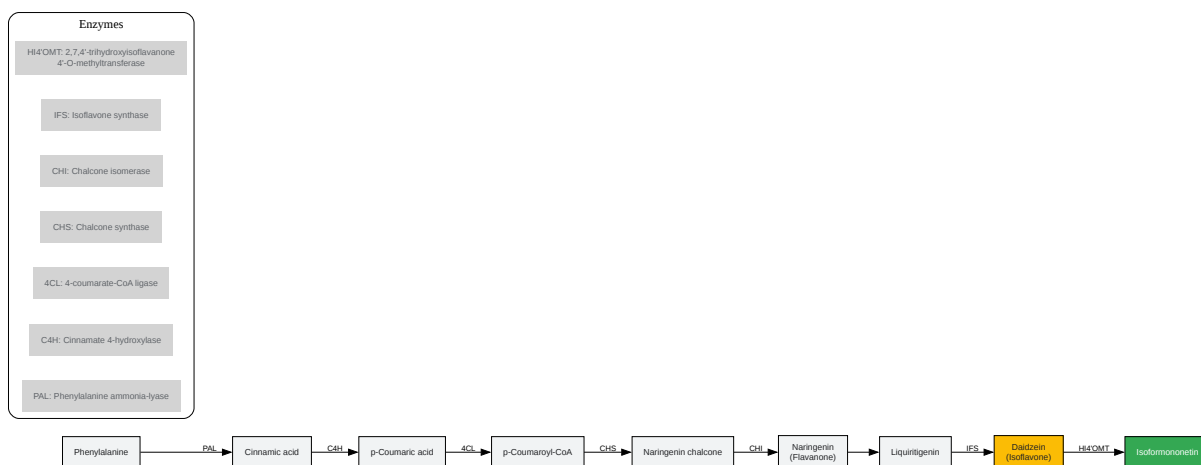 Enzymes
HI4'OMT: 2,7,4'-trihydroxyisoflavanone
4'-O-methyltransferase
IFS: Isoflavone synthase
CHI: Chalcone isomerase
CHS: Chalcone synthase
4CL: 4-coumarate-CoA ligase
C4H: Cinnamate 4-hydroxylase
PAL: Phenylalanine ammonia-lyase
Phenylalanine
PAL
Cinnamic acid
C4H
p-Coumaric acid
4CL
p-Coumaroyl-CoA
CHS
Naringenin chalcone
CHI
Naringenin
(Flavanone)
Liquiritigenin
IFS
Daidzein
(Isoflavone)
HI4'OMT
Isoformononetin